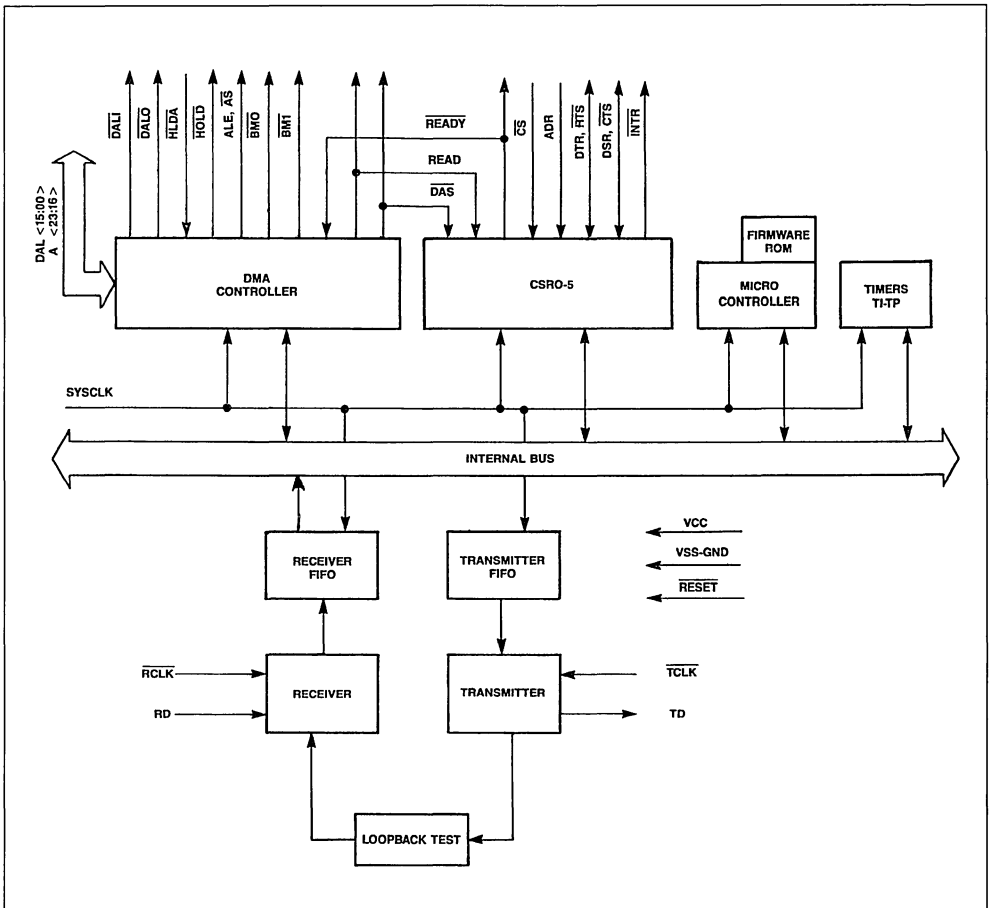 DALI
DALO
HLDA
HOLD
ALE, AS
BMO
BM1
READY
READ
DAS
CS
ADR
DTR, RTS
DSR, CTS
INTR
DAL <15:00>
A <23:16>
DMA
CONTROLLER
CSRO-5
FIRMWARE
ROM
MICRO
CONTROLLER
TIMERS
TI-TP
SYSCLK
INTERNAL BUS
RECEIVER
FIFO
TRANSMITTER
FIFO
VCC
VSS-GND
RESET
RCLK
RD
RECEIVER
TRANSMITTER
TCLK
TD
LOOPBACK TEST